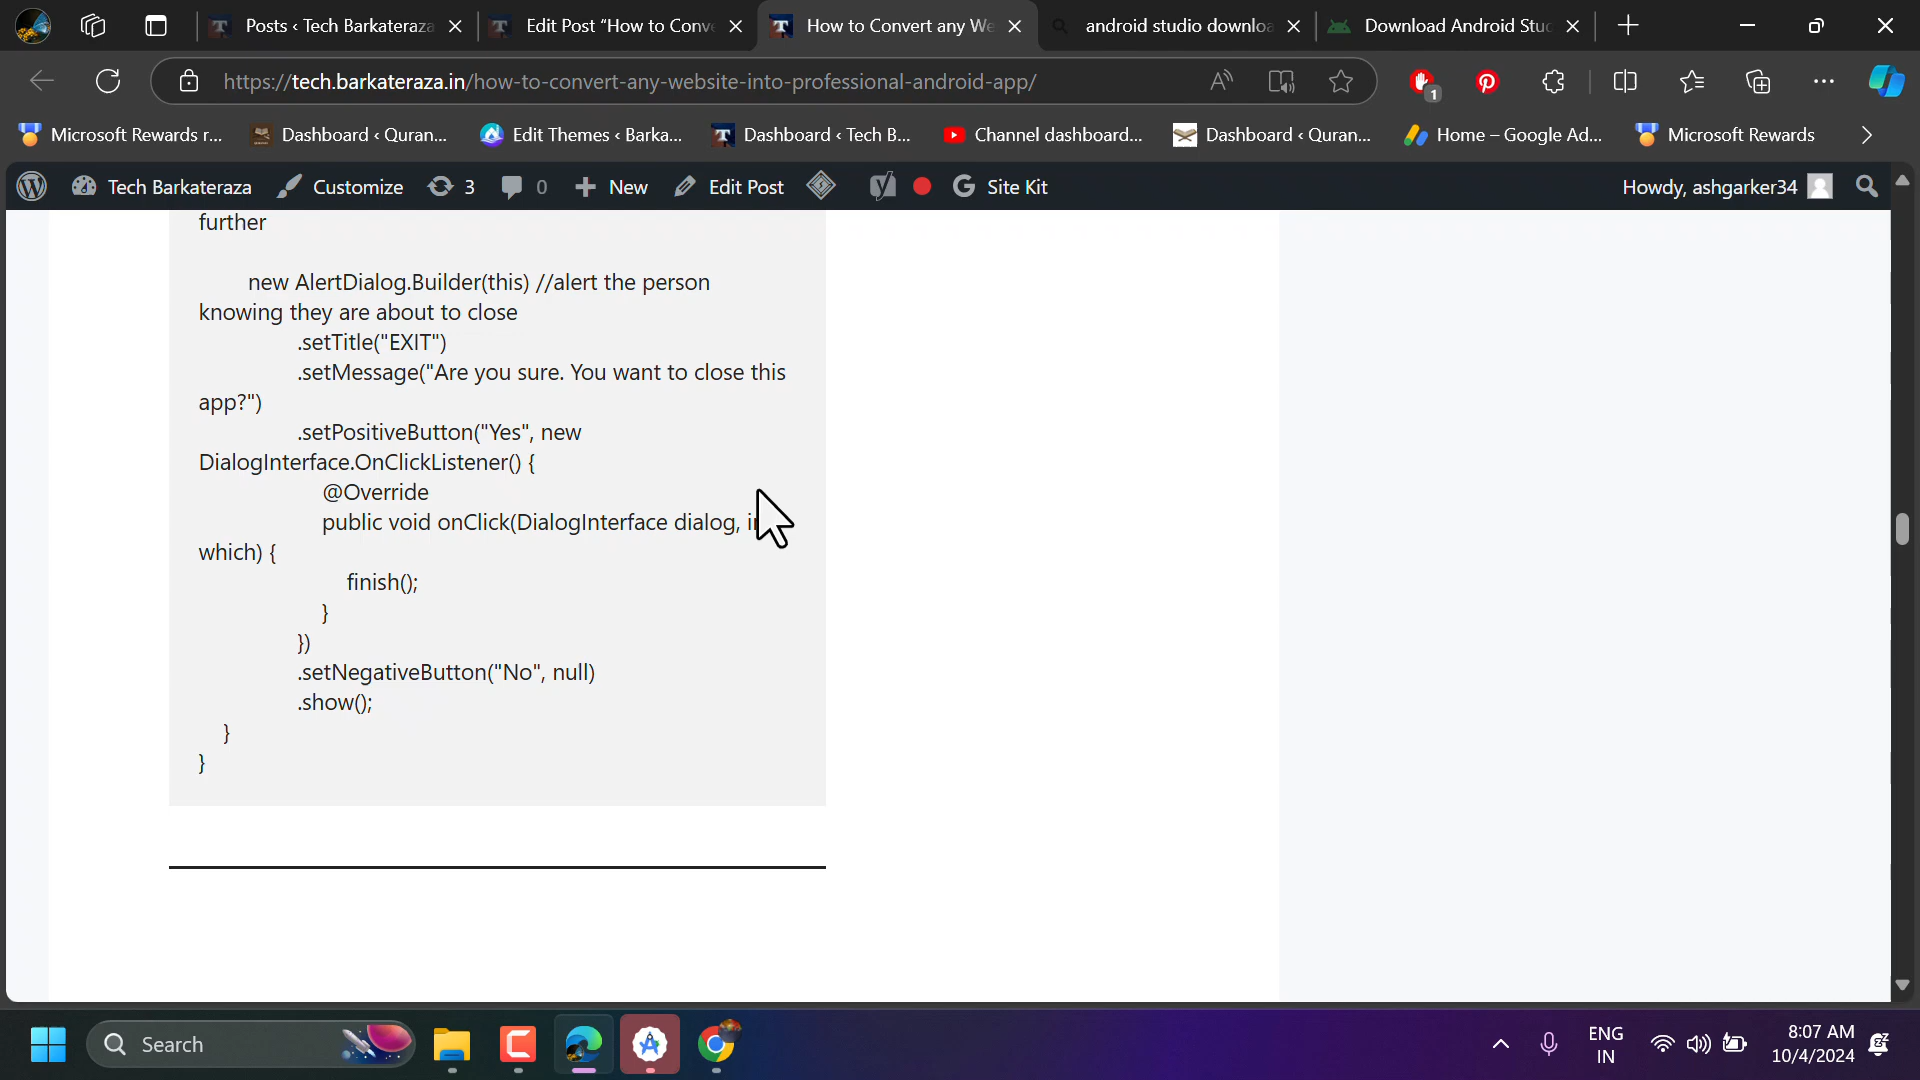 Posts ‹ Tech Barkateraza
Edit Post “How to Conv
How to Convert any We
android studio downlo
Download Android Stu
https://tech.barkateraza.in/how-to-convert-any-website-into-professional-android-app/
1
Microsoft Rewards r...
Dashboard ‹ Quran...
Edit Themes ‹ Barka...
Dashboard ‹ Tech B...
Channel dashboard...
Dashboard ‹ Quran...
Home – Google Ad...
Microsoft Rewards
Tech Barkateraza
Customize
3
0
New
Edit Post
Site Kit
Howdy, ashgarker34
further
new AlertDialog.Builder(this) //alert the person
knowing they are about to close
.setTitle("EXIT")
.setMessage("Are you sure. You want to close this
app?")
.setPositiveButton("Yes", new
DialogInterface.OnClickListener() {
@Override
public void onClick(DialogInterface dialog,
which) {
finish();
}
})
.setNegativeButton("No", null)
.show();
}
}
Search
ENG
IN
8:07 AM
10/4/2024